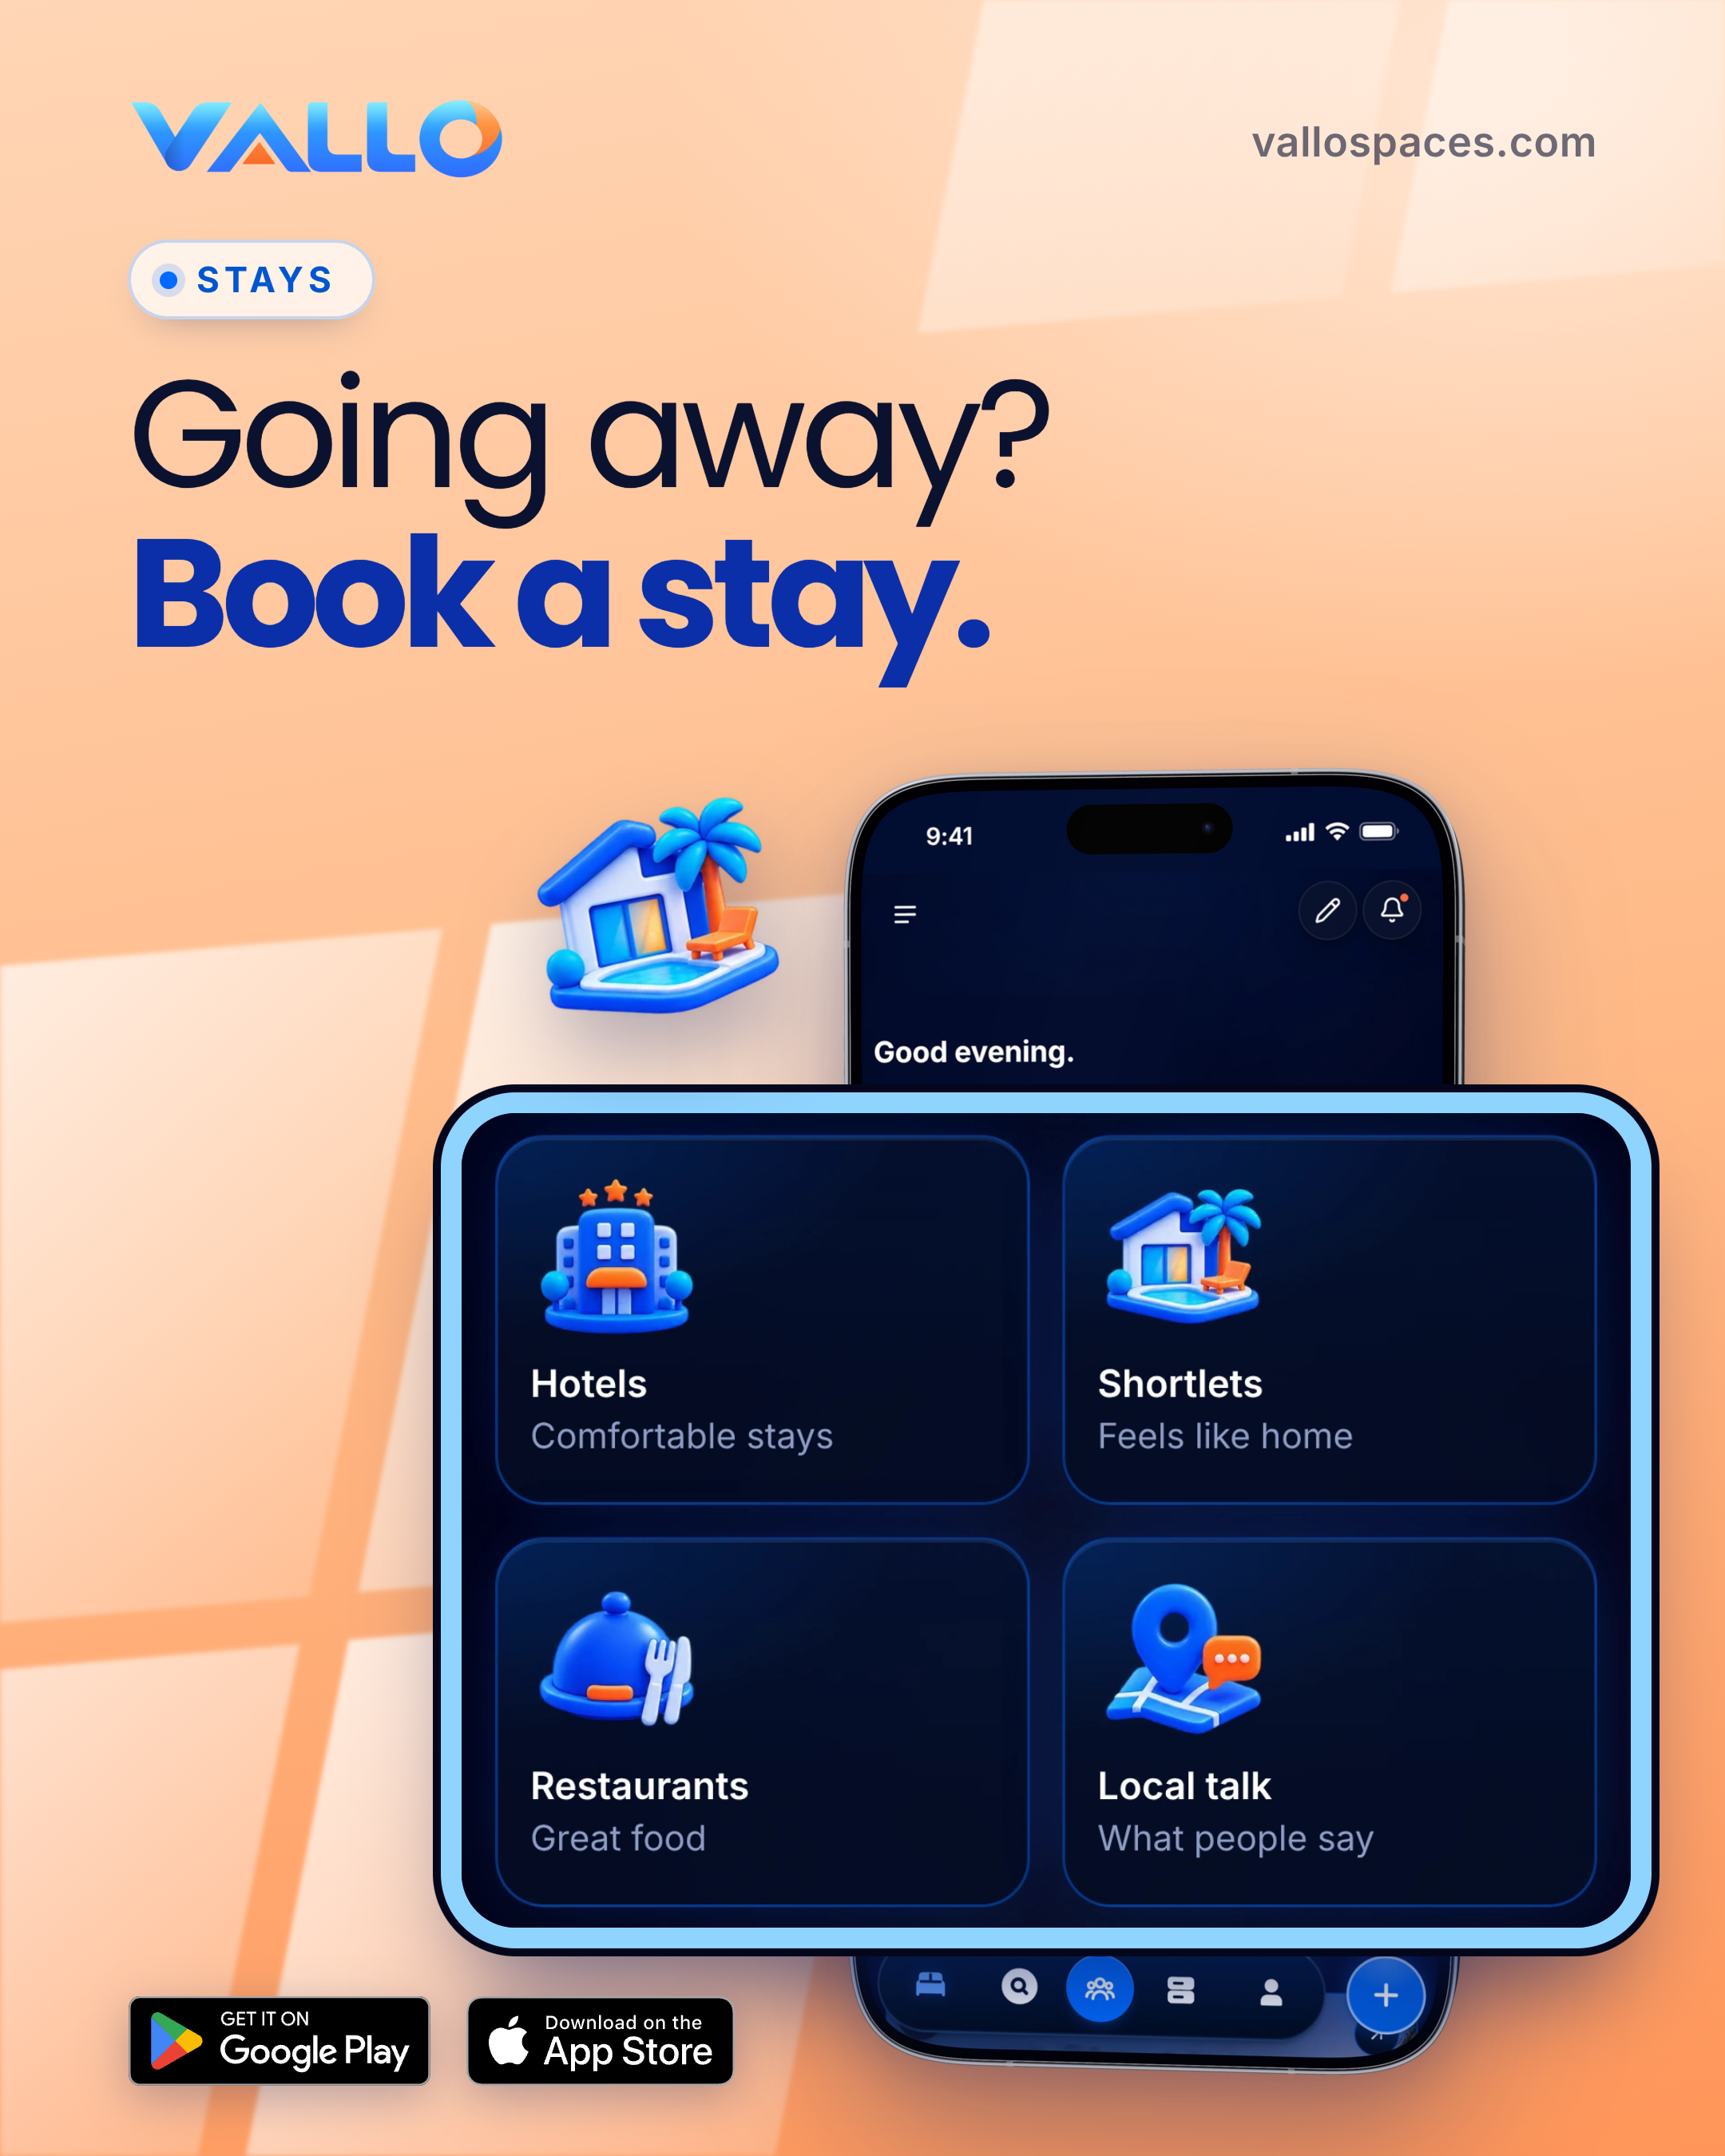 VALLO
vallospaces.com
STAYS
Going away?
Book a stay.
9:41
Good evening.
Hotels
Comfortable stays
Shortlets
Feels like home
Restaurants
Great food
Local talk
What people say
GET IT ON
Google Play
Download on the
App Store